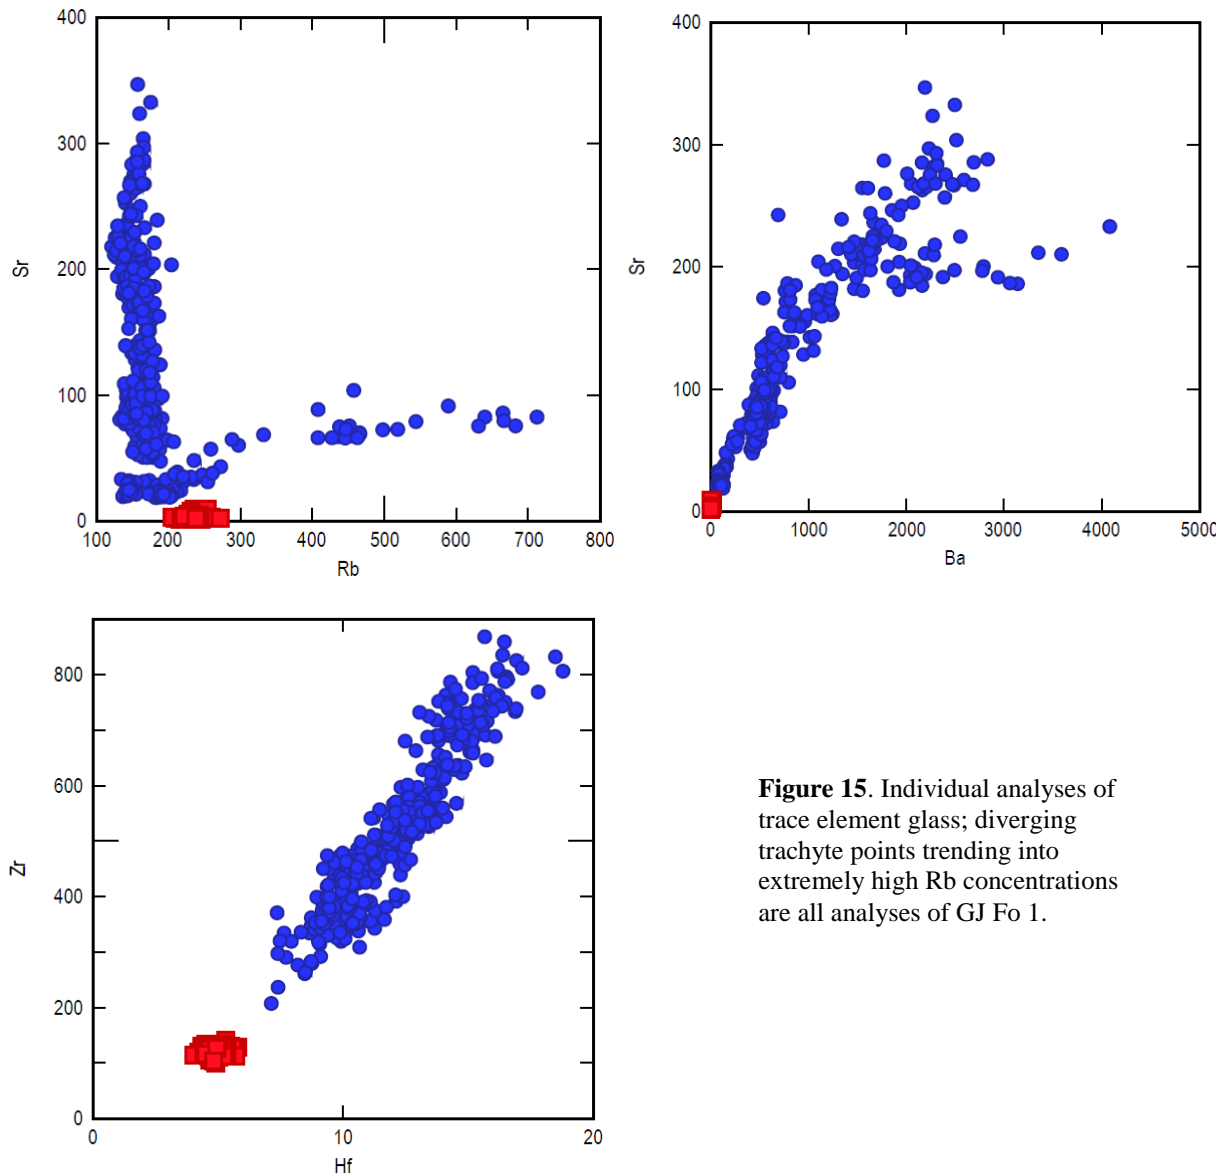 400
300
200
100
0
Sr
100 200 300 400 500 600 700 800
Rb
400
300
200
100
0
Sr
0 1000 2000 3000 4000 5000
Ba
800
600
400
200
0
Zr
0 10 20
Hf
Figure 15. Individual analyses of
trace element glass; diverging
trachyte points trending into
extremely high Rb concentrations
are all analyses of GJ Fo 1.